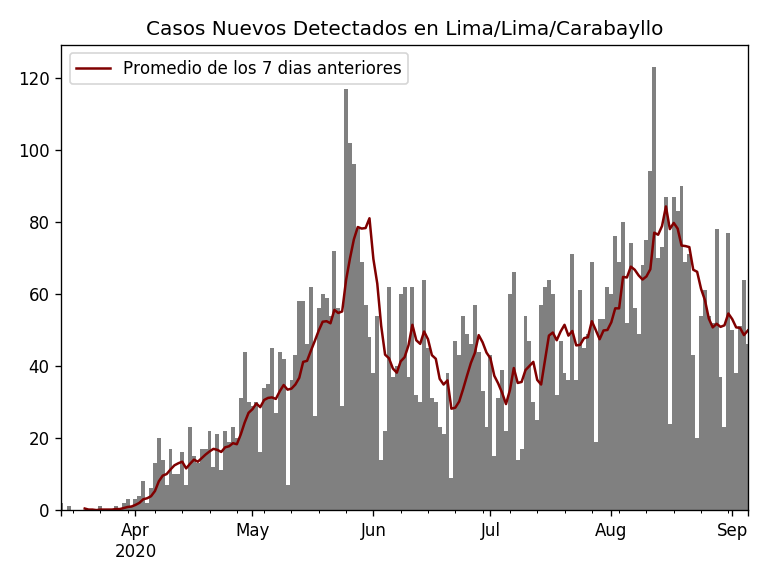 Casos Nuevos Detectados en Lima/Lima/Carabayllo
Promedio de los 7 dias anteriores
120
100
80
60
40
20
0
Apr May Jun Jul Aug Sep
2020